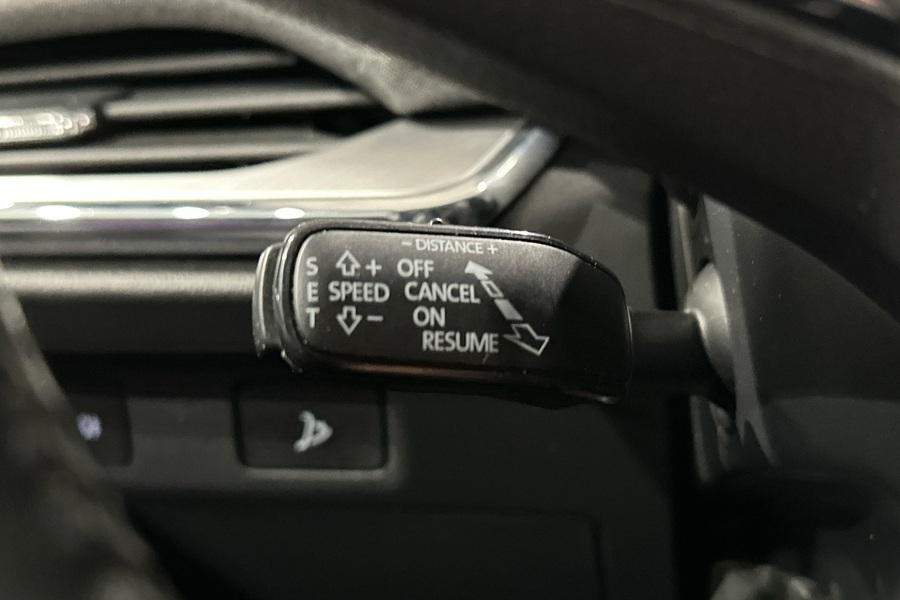 - DISTANCE +
S + OFF
E SPEED CANCEL
T - ON
RESUME